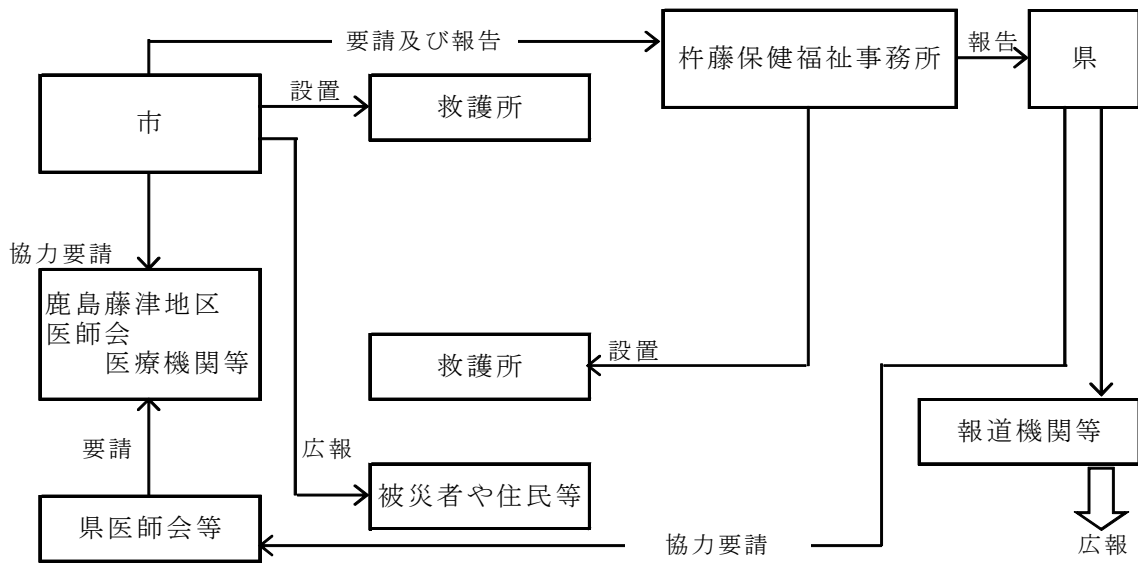 要請及び報告
杵藤保健福祉事務所
報告
県
市
設置
救護所
協力要請
鹿島藤津地区
医師会
医療機関等
救護所
設置
報道機関等
要請
広報
被災者や住民等
県医師会等
協力要請
広報